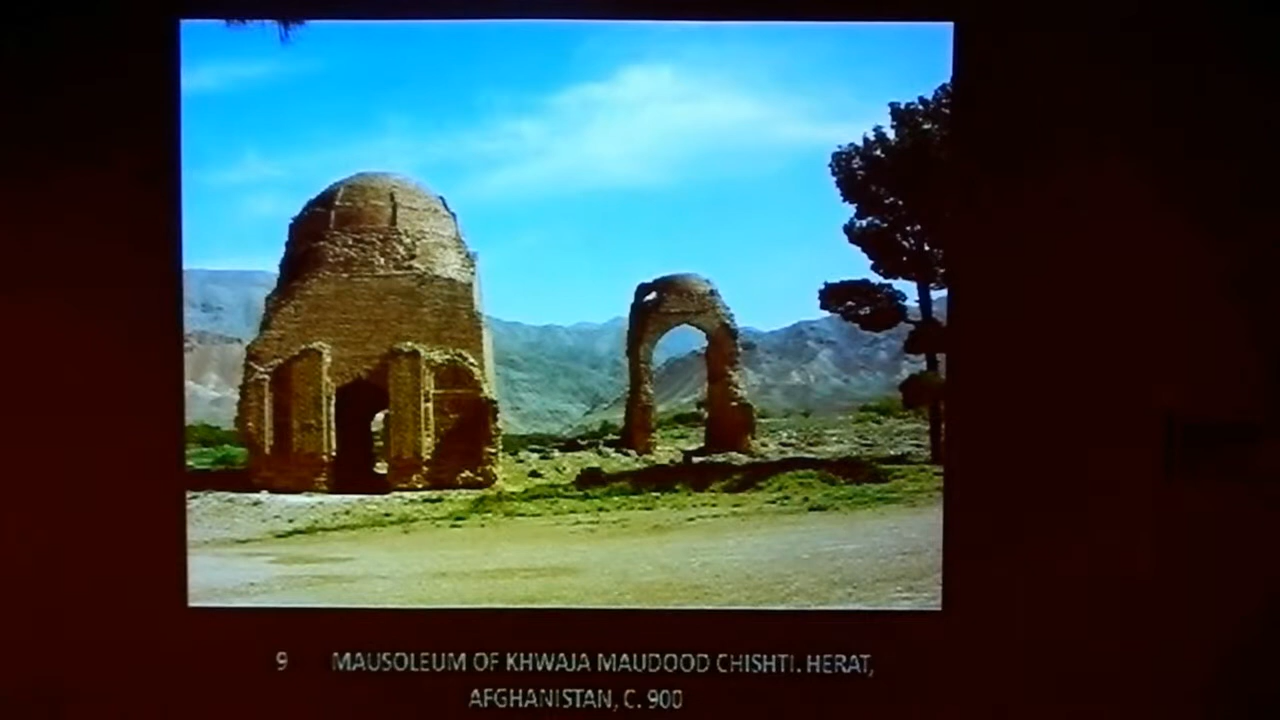 9 MAUSOLEUM OF KHWAJA MAUDOOD CHISHTI. HERAT,
AFGHANISTAN, C. 900